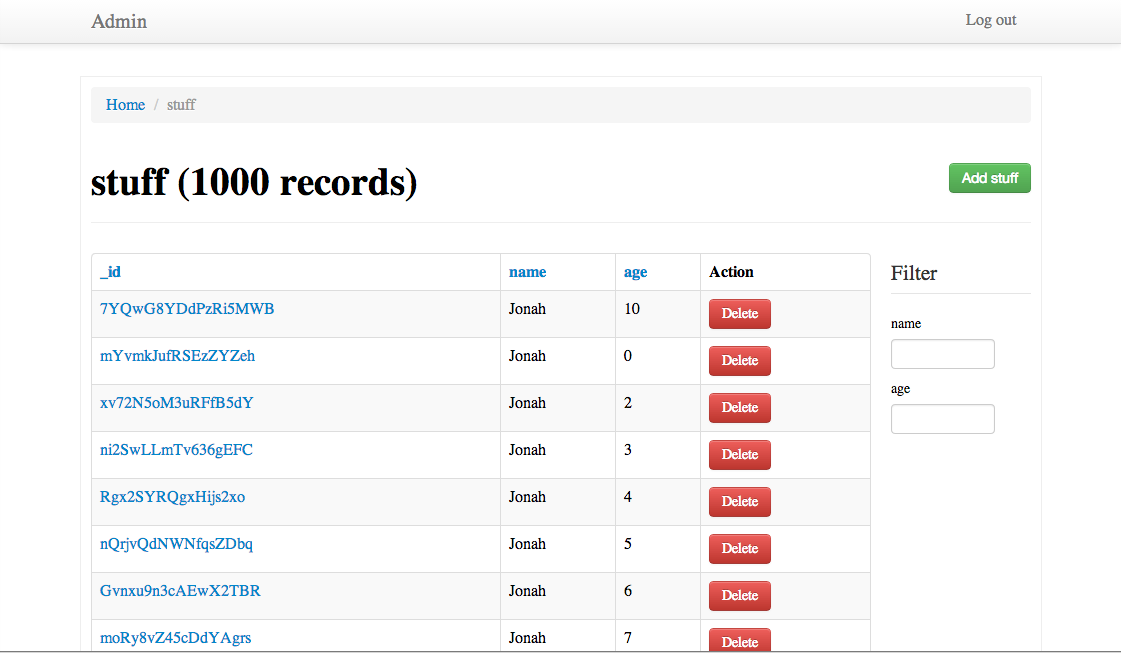 Admin Log out
Home / stuff
stuff (1000 records) Add stuff
_id name age Action
7YQwG8YDdPzRi5MWB Jonah 10 Delete
mYvmkJufRSEzZYZeh Jonah 0 Delete
xv72N5oM3uRFfB5dY Jonah 2 Delete
ni2SwLLmTv636gEFC Jonah 3 Delete
Rgx2SYRQgxHijs2xo Jonah 4 Delete
nQrjvQdNWNfqsZDbq Jonah 5 Delete
Gvnxu9n3cAEwX2TBR Jonah 6 Delete
moRy8vZ45cDdYAgrs Jonah 7 Delete
Filter
name
age